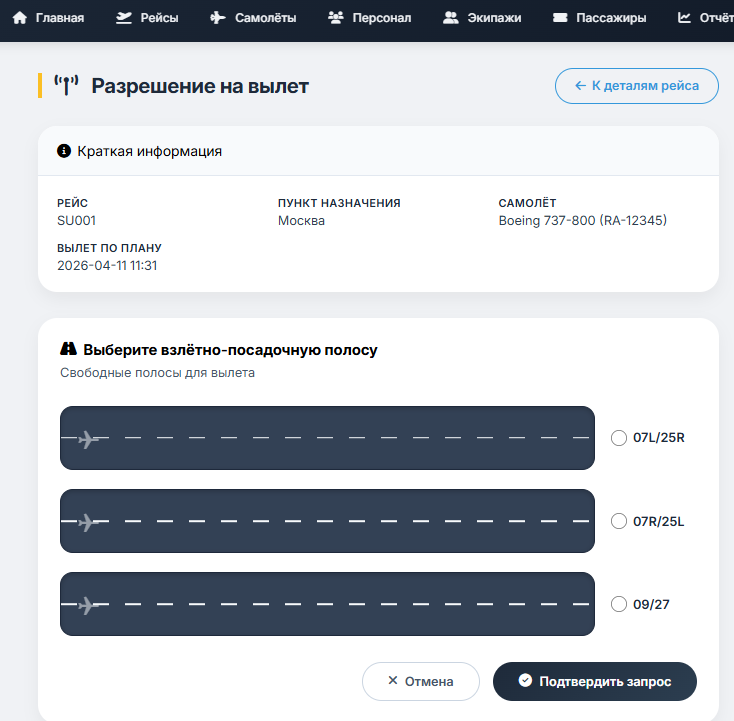 Главная Рейсы Самолёты Персонал Экипажи Пассажиры Отчёт
Разрешение на вылет
← К деталям рейса
Краткая информация
РЕЙС ПУНКТ НАЗНАЧЕНИЯ САМОЛЁТ
SU001 Москва Boeing 737-800 (RA-12345)
ВЫЛЕТ ПО ПЛАНУ
2026-04-11 11:31
Выберите взлётно-посадочную полосу
Свободные полосы для вылета
07L/25R
07R/25L
09/27
Отмена Подтвердить запрос